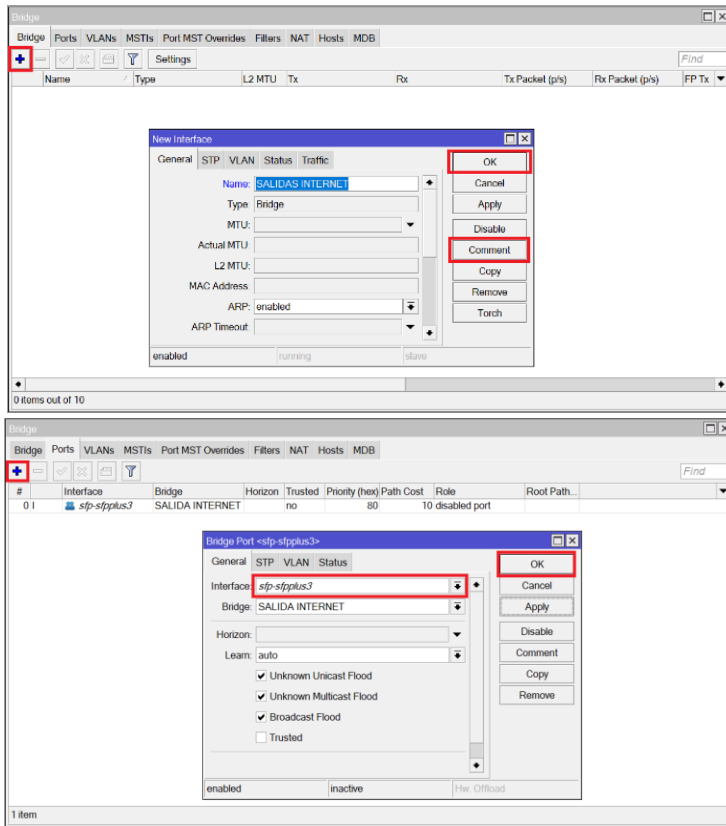 Bridge
Bridge Ports VLANs MSTIs Port MST Overrides Filters NAT Hosts MDB
Settings Find
Name Type L2 MTU Tx Rx Tx Packet (p/s) Rx Packet (p/s) FP Tx
New Interface
General STP VLAN Status Traffic OK
Name: SALIDAS INTERNET Cancel
Type: Bridge Apply
MTU: Disable
Actual MTU: Comment
L2 MTU: Copy
MAC Address: Remove
ARP: enabled Torch
ARP Timeout:
enabled running slave
0 items out of 10
Bridge
Bridge Ports VLANs MSTIs Port MST Overrides Filters NAT Hosts MDB
Find
# Interface Bridge Horizon Trusted Priority (hex) Path Cost Role Root Path...
0 I sfp-sfpplus3 SALIDA INTERNET no 80 10 disabled port
Bridge Port <sfp-sfpplus3>
General STP VLAN Status OK
Interface: sfp-sfpplus3 Cancel
Bridge: SALIDA INTERNET Apply
Horizon: Disable
Learn: auto Comment
Unknown Unicast Flood Copy
Unknown Multicast Flood Remove
Broadcast Flood
Trusted
enabled inactive Hw. Offload
1 item